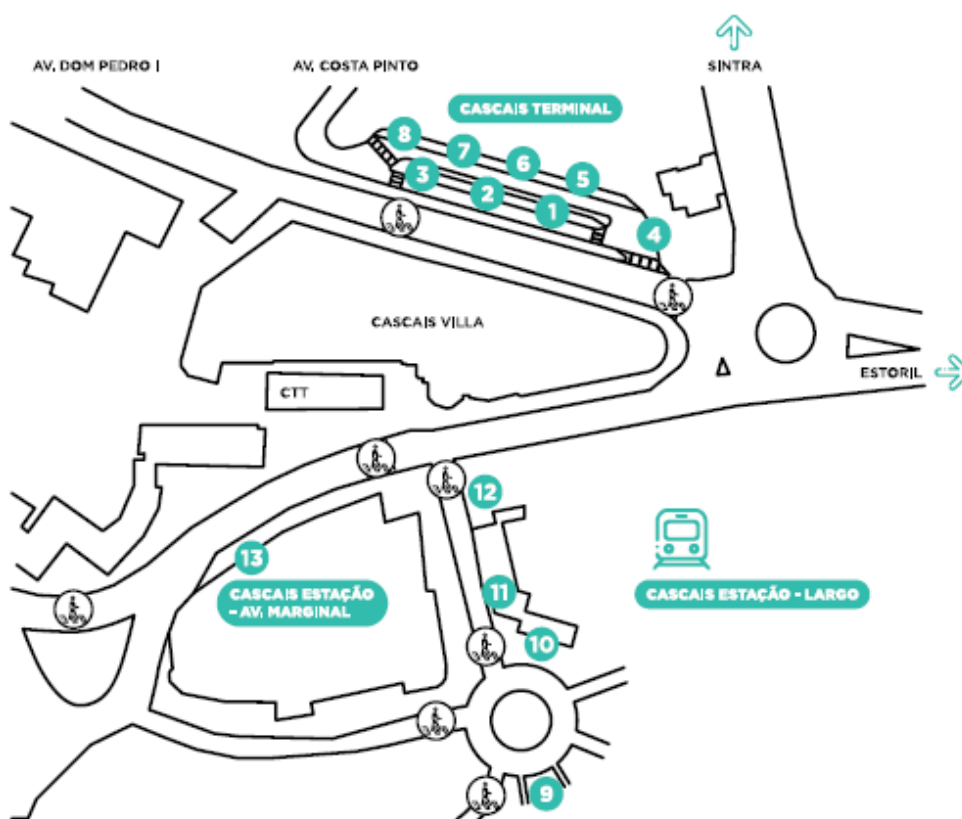 AV. DOM PEDRO I
AV. COSTA PINTO
SINTRA
CASCAIS TERMINAL
8
7
6
5
3
2
1
4
CASCAIS VILLA
ESTORIL
CTT
12
13
CASCAIS ESTAÇÃO
- AV. MARGINAL
11
CASCAIS ESTAÇÃO - LARGO
10
9